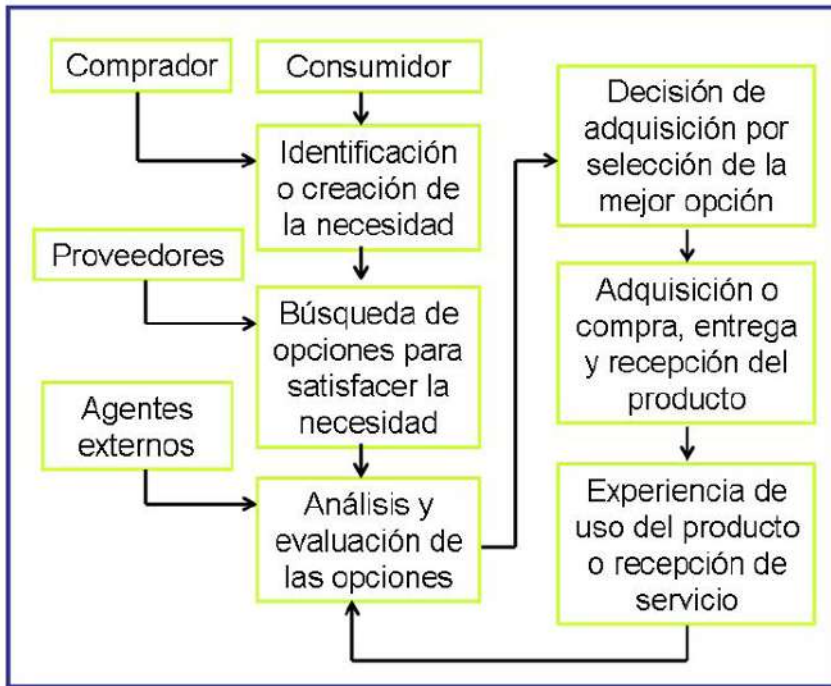 Comprador
Consumidor
Identificación
o creación de
la necesidad
Proveedores
Búsqueda de
opciones para
satisfacer la
necesidad
Agentes
externos
Análisis y
evaluación de
las opciones
Decisión de
adquisición por
selección de la
mejor opción
Adquisición o
compra, entrega
y recepción del
producto
Experiencia de
uso del producto
o recepción de
servicio